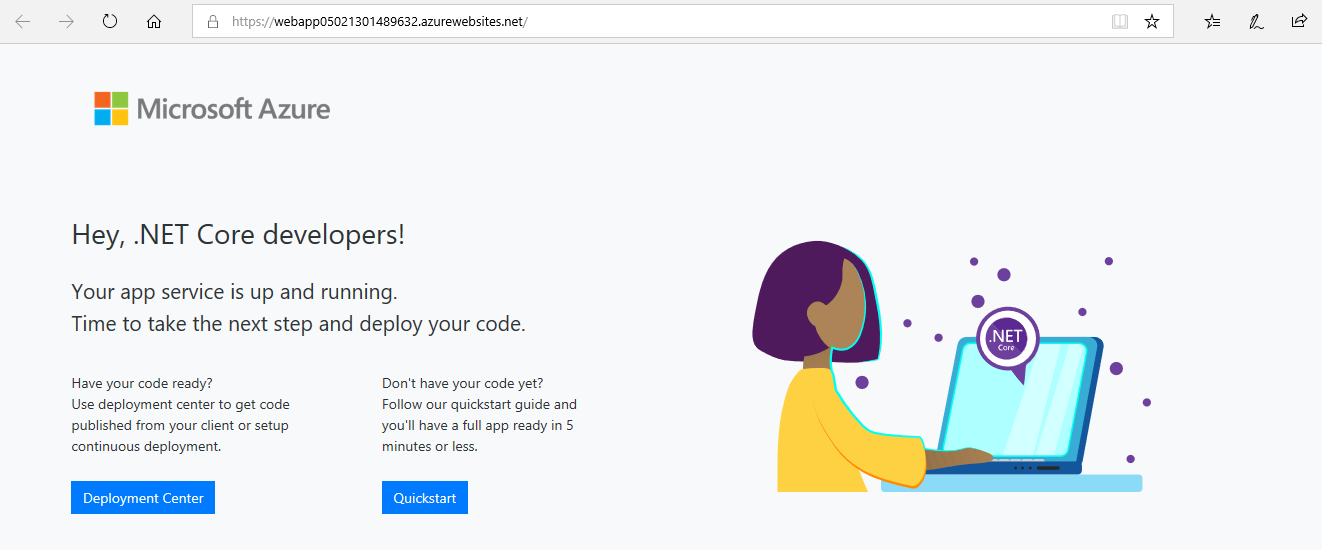 https://webapp05021301489632.azurewebsites.net/
Microsoft Azure
Hey, .NET Core developers!
Your app service is up and running.
Time to take the next step and deploy your code.
Have your code ready?
Use deployment center to get code
published from your client or setup
continuous deployment.
Deployment Center
Don't have your code yet?
Follow our quickstart guide and
you'll have a full app ready in 5
minutes or less.
Quickstart
.NET
Core